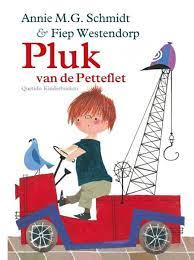 Annie M.G. Schmidt
& Fiep Westendorp
Pluk
van de Petteflet
Querido Kinderboeken